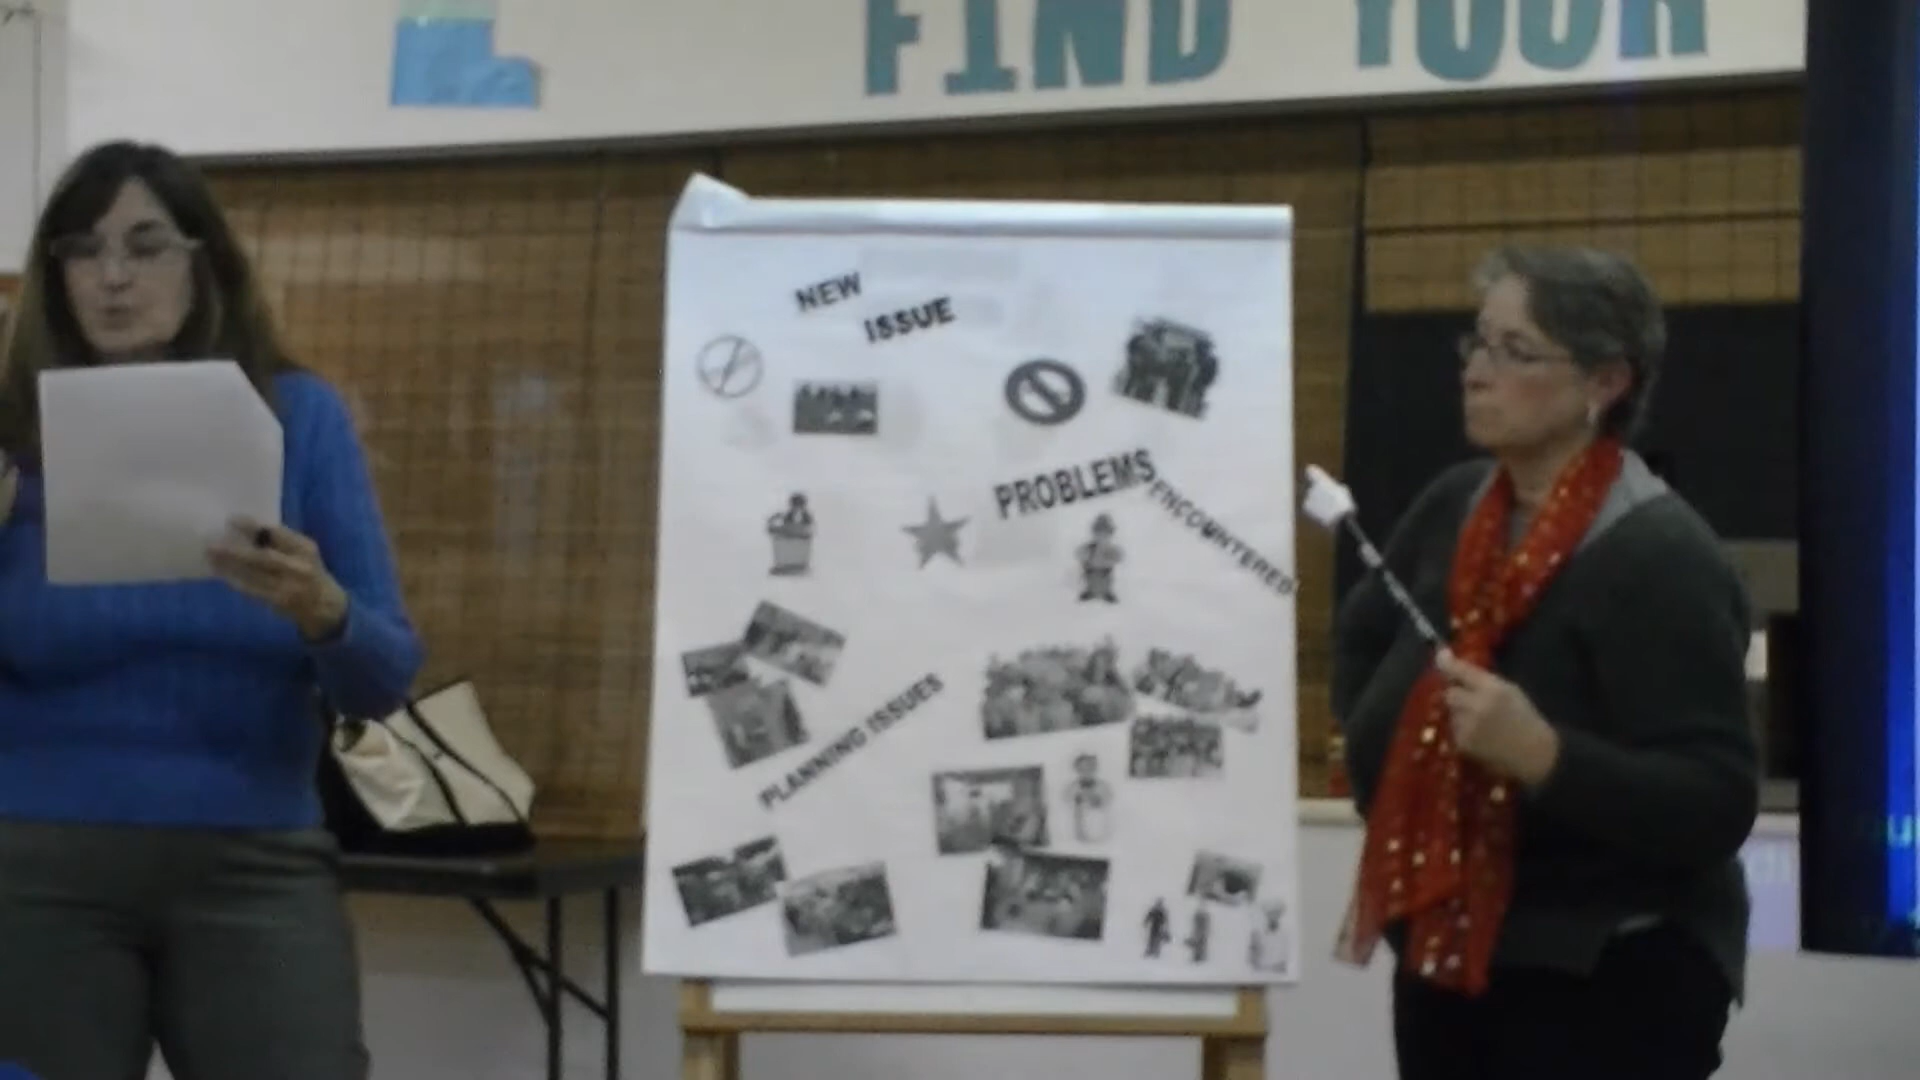 FIND YOUR
NEW
ISSUE
PROBLEMS
ENCOUNTERED
PLANNING ISSUES